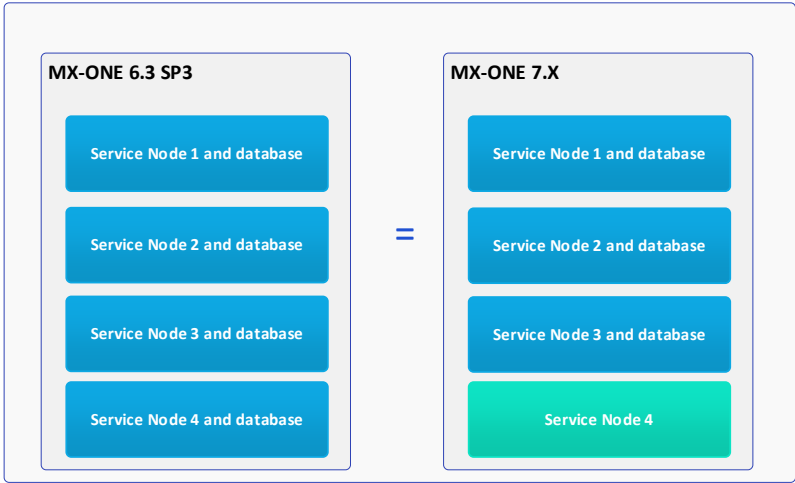 MX-ONE 6.3 SP3
Service Node 1 and database
Service Node 2 and database
Service Node 3 and database
Service Node 4 and database
=
MX-ONE 7.X
Service Node 1 and database
Service Node 2 and database
Service Node 3 and database
Service Node 4